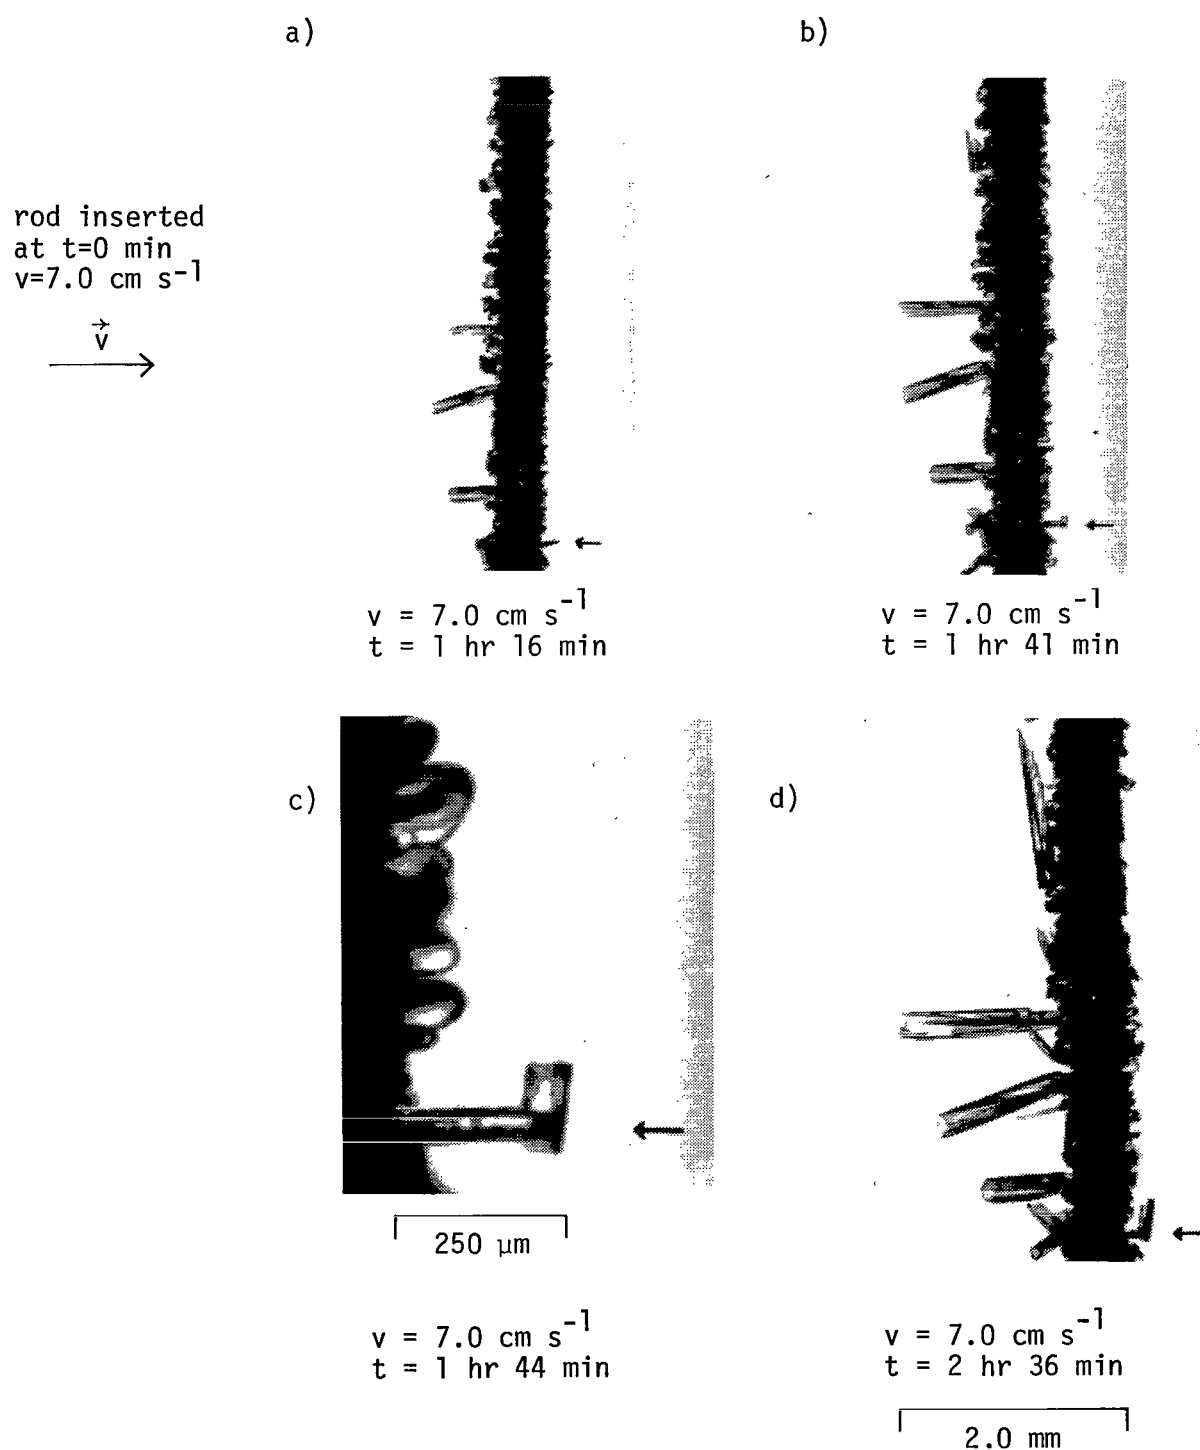 a)
b)
rod inserted
at t=0 min
v=7.0 cm s⁻¹
v⃗
v = 7.0 cm s⁻¹
t = 1 hr 16 min
v = 7.0 cm s⁻¹
t = 1 hr 41 min
c)
d)
250 µm
v = 7.0 cm s⁻¹
t = 1 hr 44 min
v = 7.0 cm s⁻¹
t = 2 hr 36 min
2.0 mm